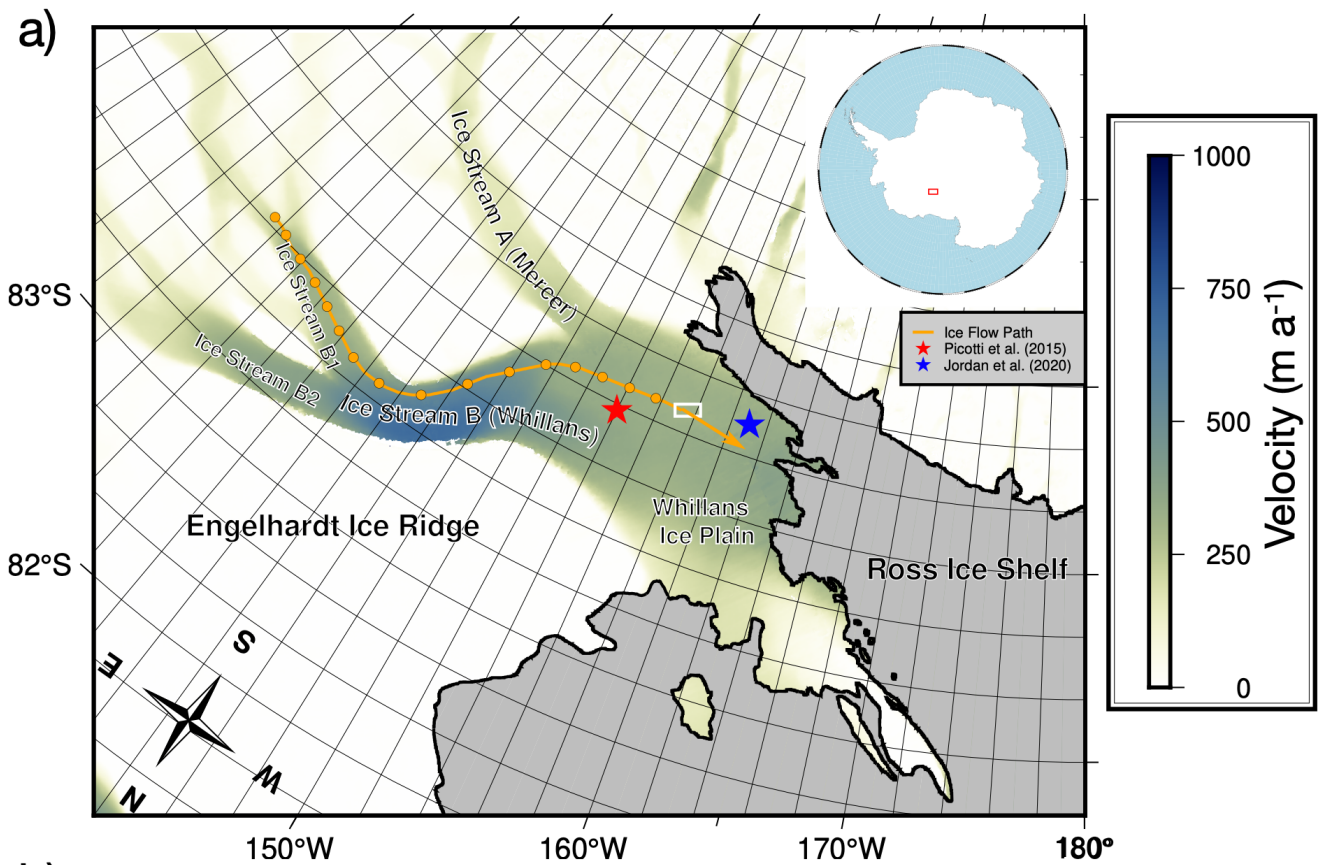 a)
Ice Stream A (Mercer)
Ice Stream B1
Ice Stream B2
Ice Stream B (Whillans)
Engelhardt Ice Ridge
Whillans
Ice Plain
Ross Ice Shelf
Ice Flow Path
Picotti et al. (2015)
Jordan et al. (2020)
83°S
82°S
S
E
W
N
150°W
160°W
170°W
180°
1000
750
500
250
0
Velocity (m a⁻¹)